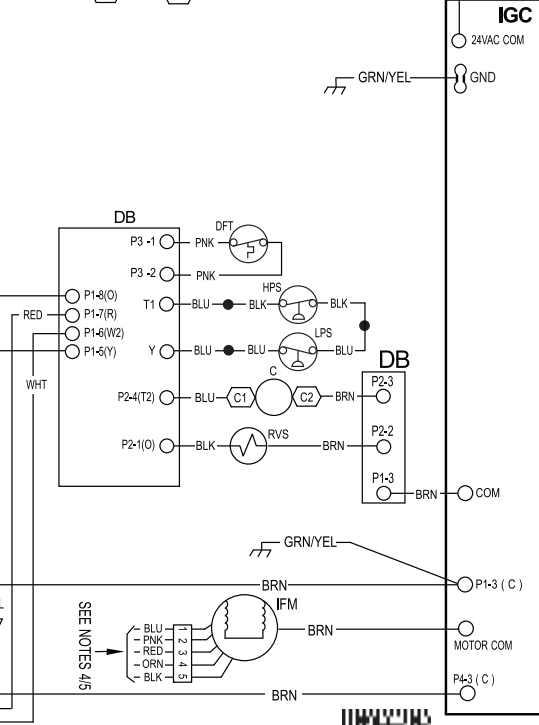 IGC
24VAC COM
GRN/YEL
GND
DB
P3 -1
PNK
DFT
P3 -2
PNK
P1-8(O)
T1
BLU
BLK
HPS
BLK
RED
P1-7(R)
P1-6(W2)
P1-5(Y)
Y
BLU
BLU
LPS
BLU
DB
WHT
C
P2-3
P2-4(T2)
BLU
C1
C2
BRN
P2-2
P2-1(O)
BLK
RVS
BRN
P1-3
BRN
COM
GRN/YEL
BRN
P1-3 ( C )
IFM
SEE NOTES 4/5
BLU
1
PNK
2
RED
3
ORN
4
BLK
5
BRN
MOTOR COM
P4-3 ( C )
BRN